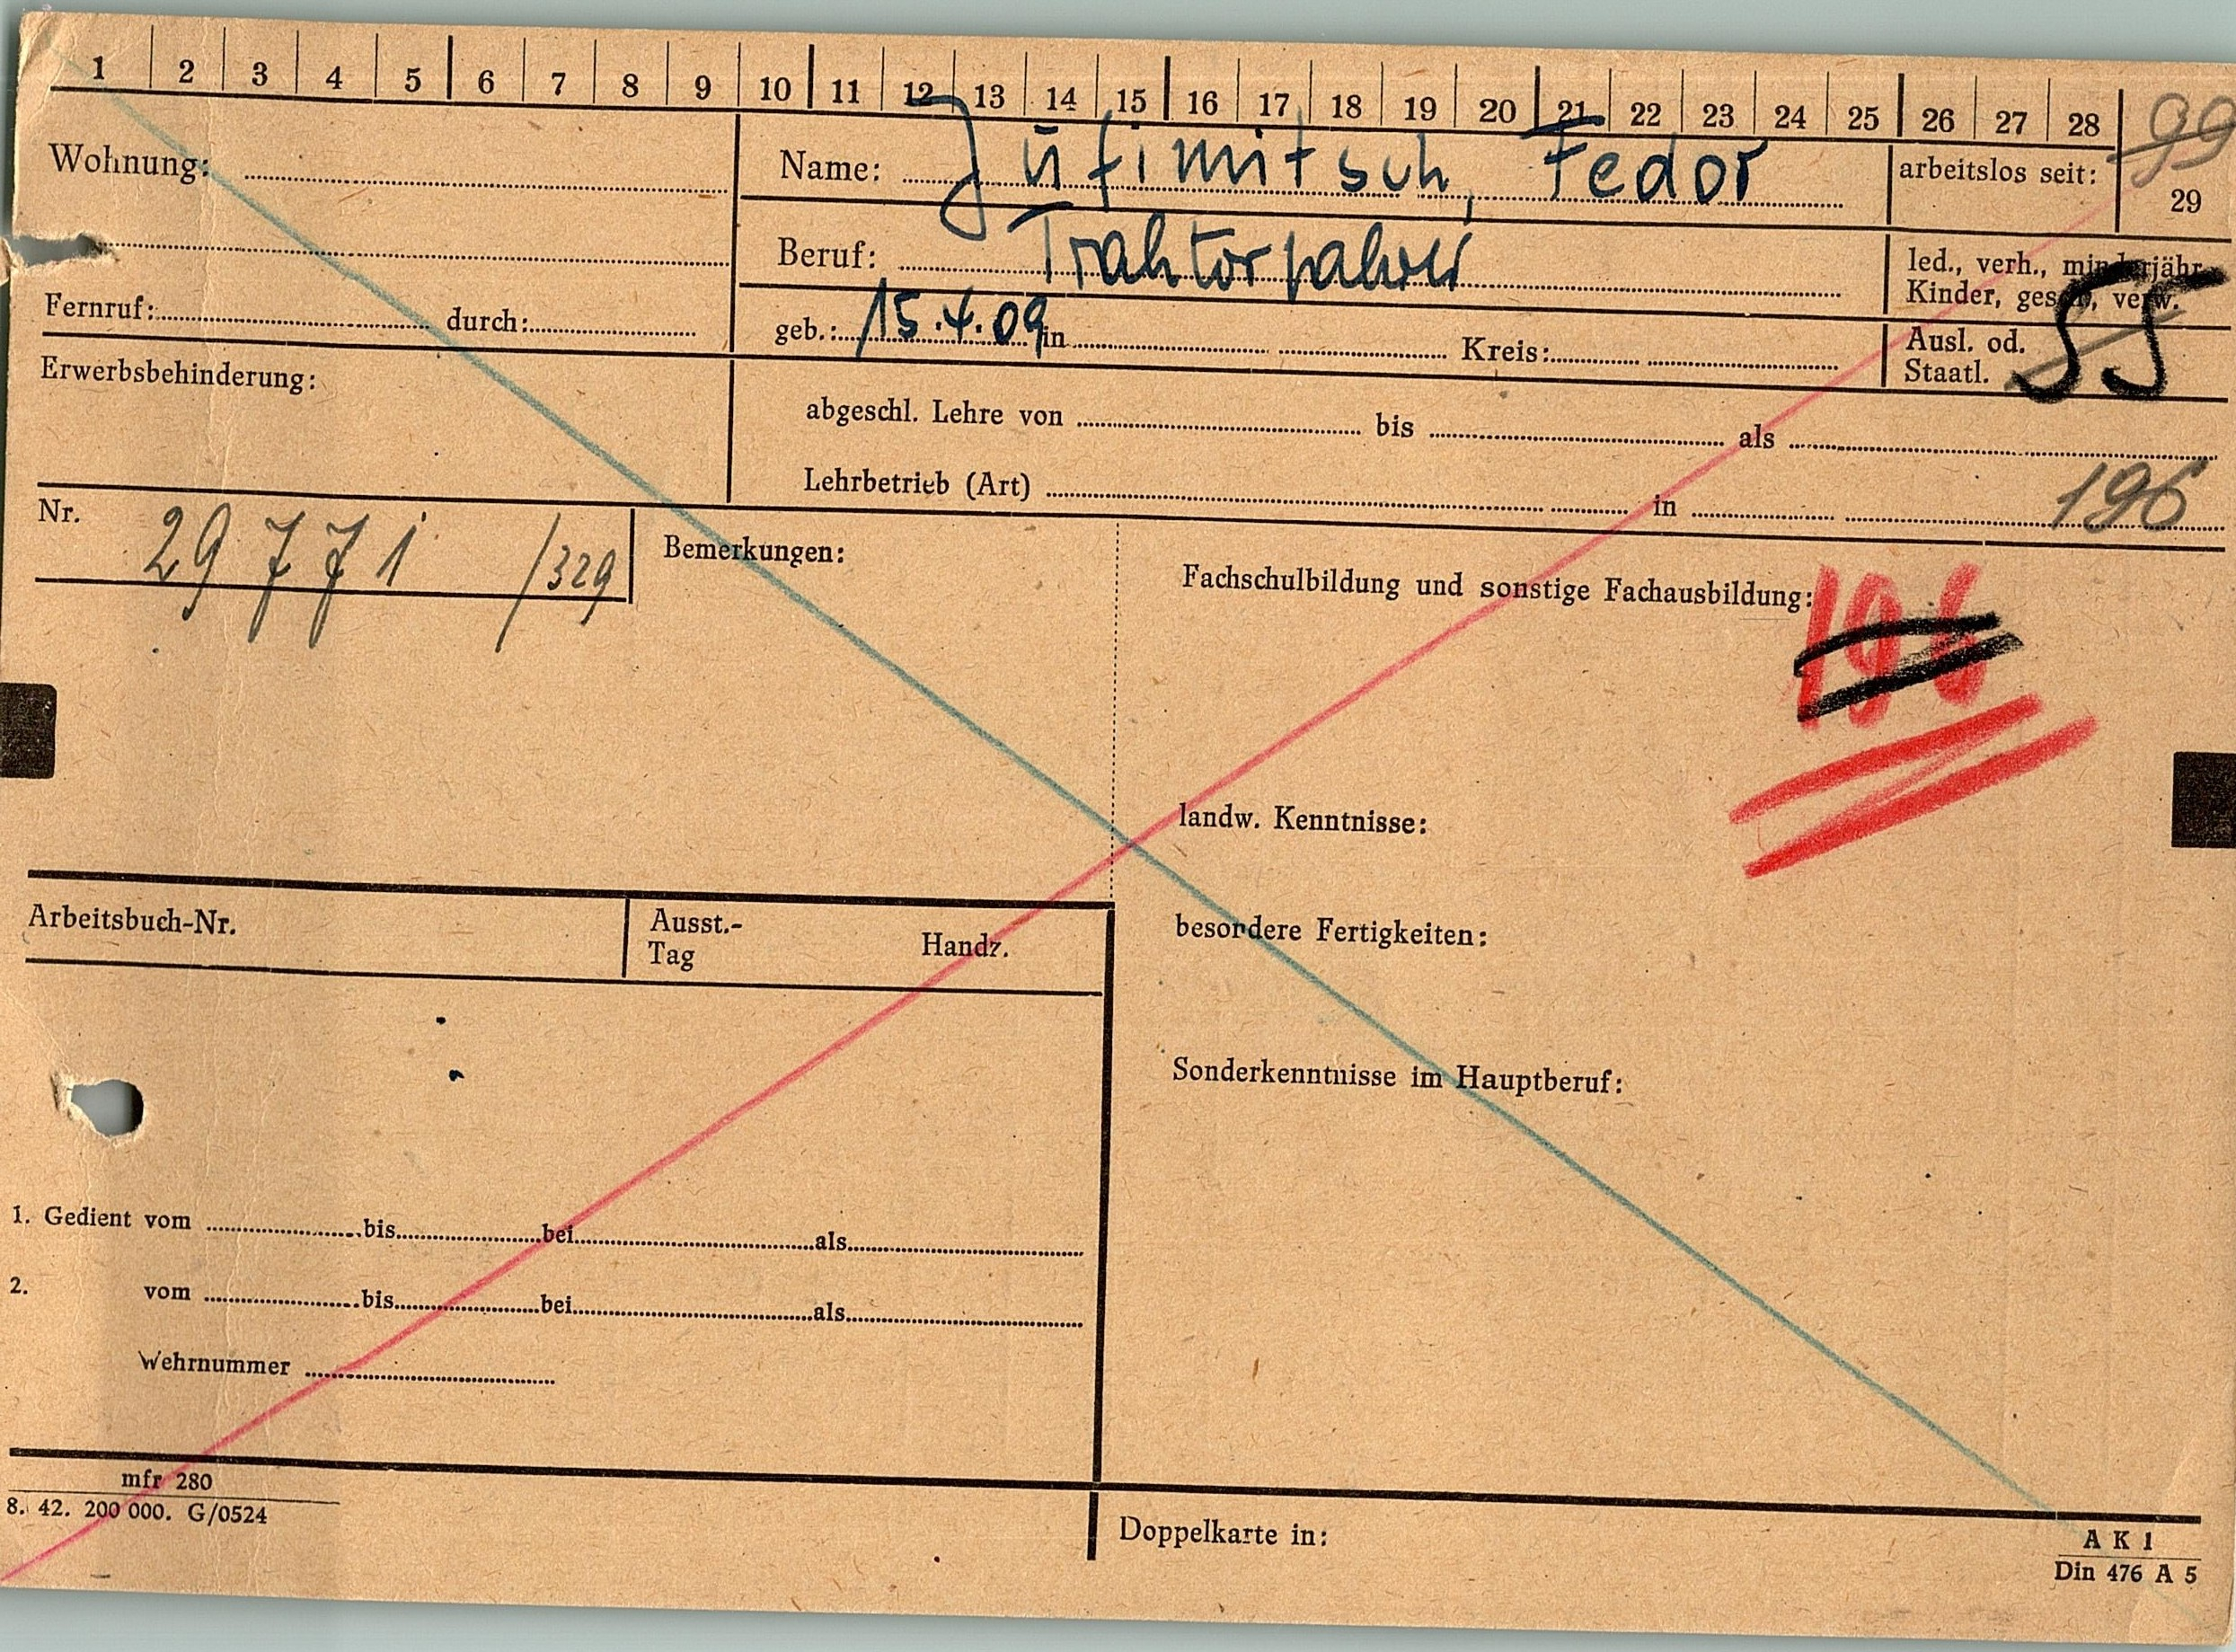 1 2 3 4 5 6 7 8 9 10 11 12 13 14 15 16 17 18 19 20 21 22 23 24 25 26 27 28 99
29
Wohnung:
Name: Jufimitsch, Fedor
arbeitslos seit:
Beruf: Traktorfahrer
led., verh., minderjähr.
Kinder, gesch., verw.
Fernruf: durch:
geb.: 15.4.09 in Kreis:
Ausl. od.
Staatl.
55
Erwerbsbehinderung:
abgeschl. Lehre von bis als
Lehrbetrieb (Art) in
196
Nr. 29771 /329
Bemerkungen:
Fachschulbildung und sonstige Fachausbildung:
196
landw. Kenntnisse:
Arbeitsbuch-Nr.
Ausst.-
Tag
Handz.
besondere Fertigkeiten:
Sonderkenntnisse im Hauptberuf:
1. Gedient vom bis bei als
2. vom bis bei als
Wehrnummer
mfr 280
8. 42. 200 000. G/0524
Doppelkarte in:
A K 1
Din 476 A 5